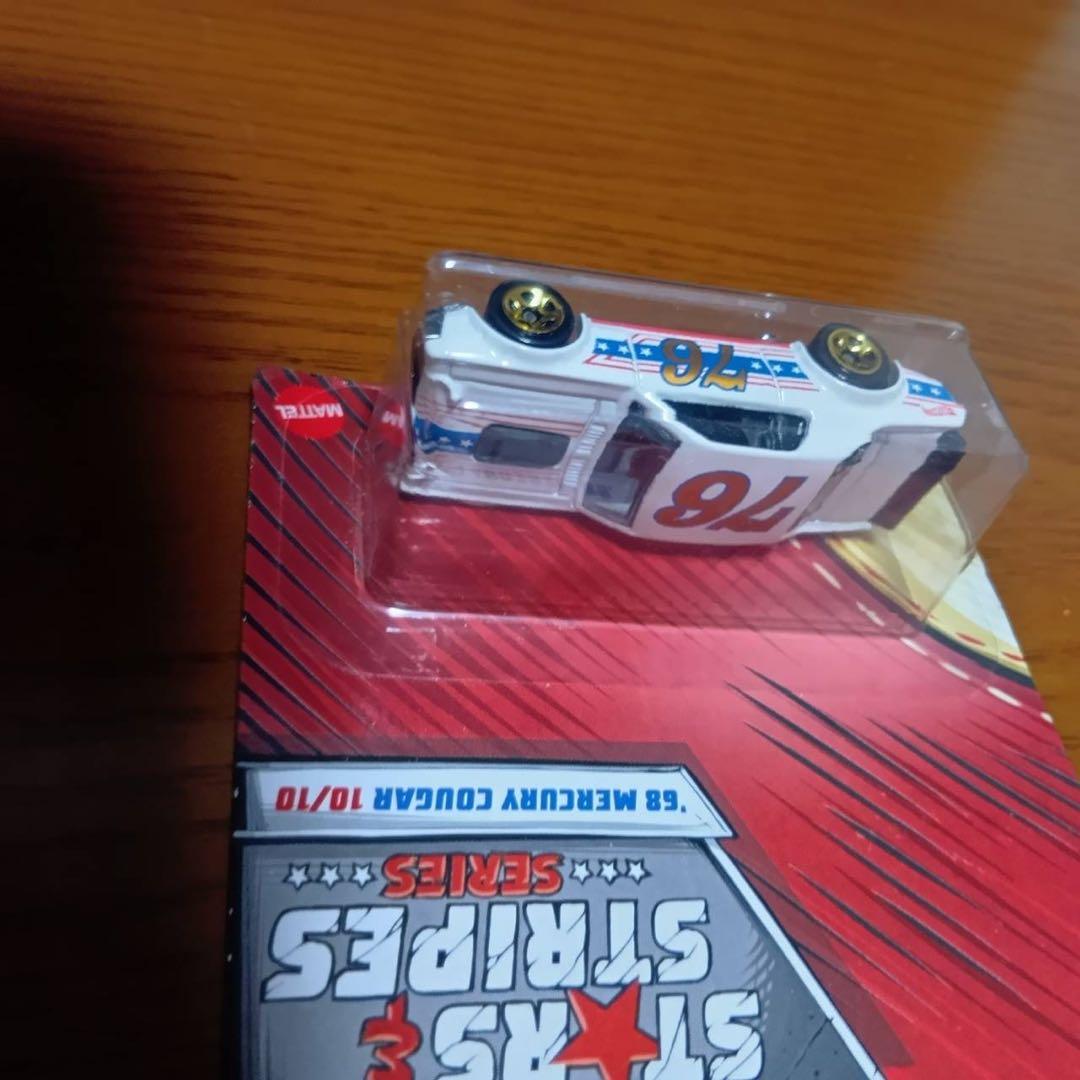 STARS &
STRIPES
SERIES
'68 MERCURY COUGAR 10/10
76
76
MATTEL